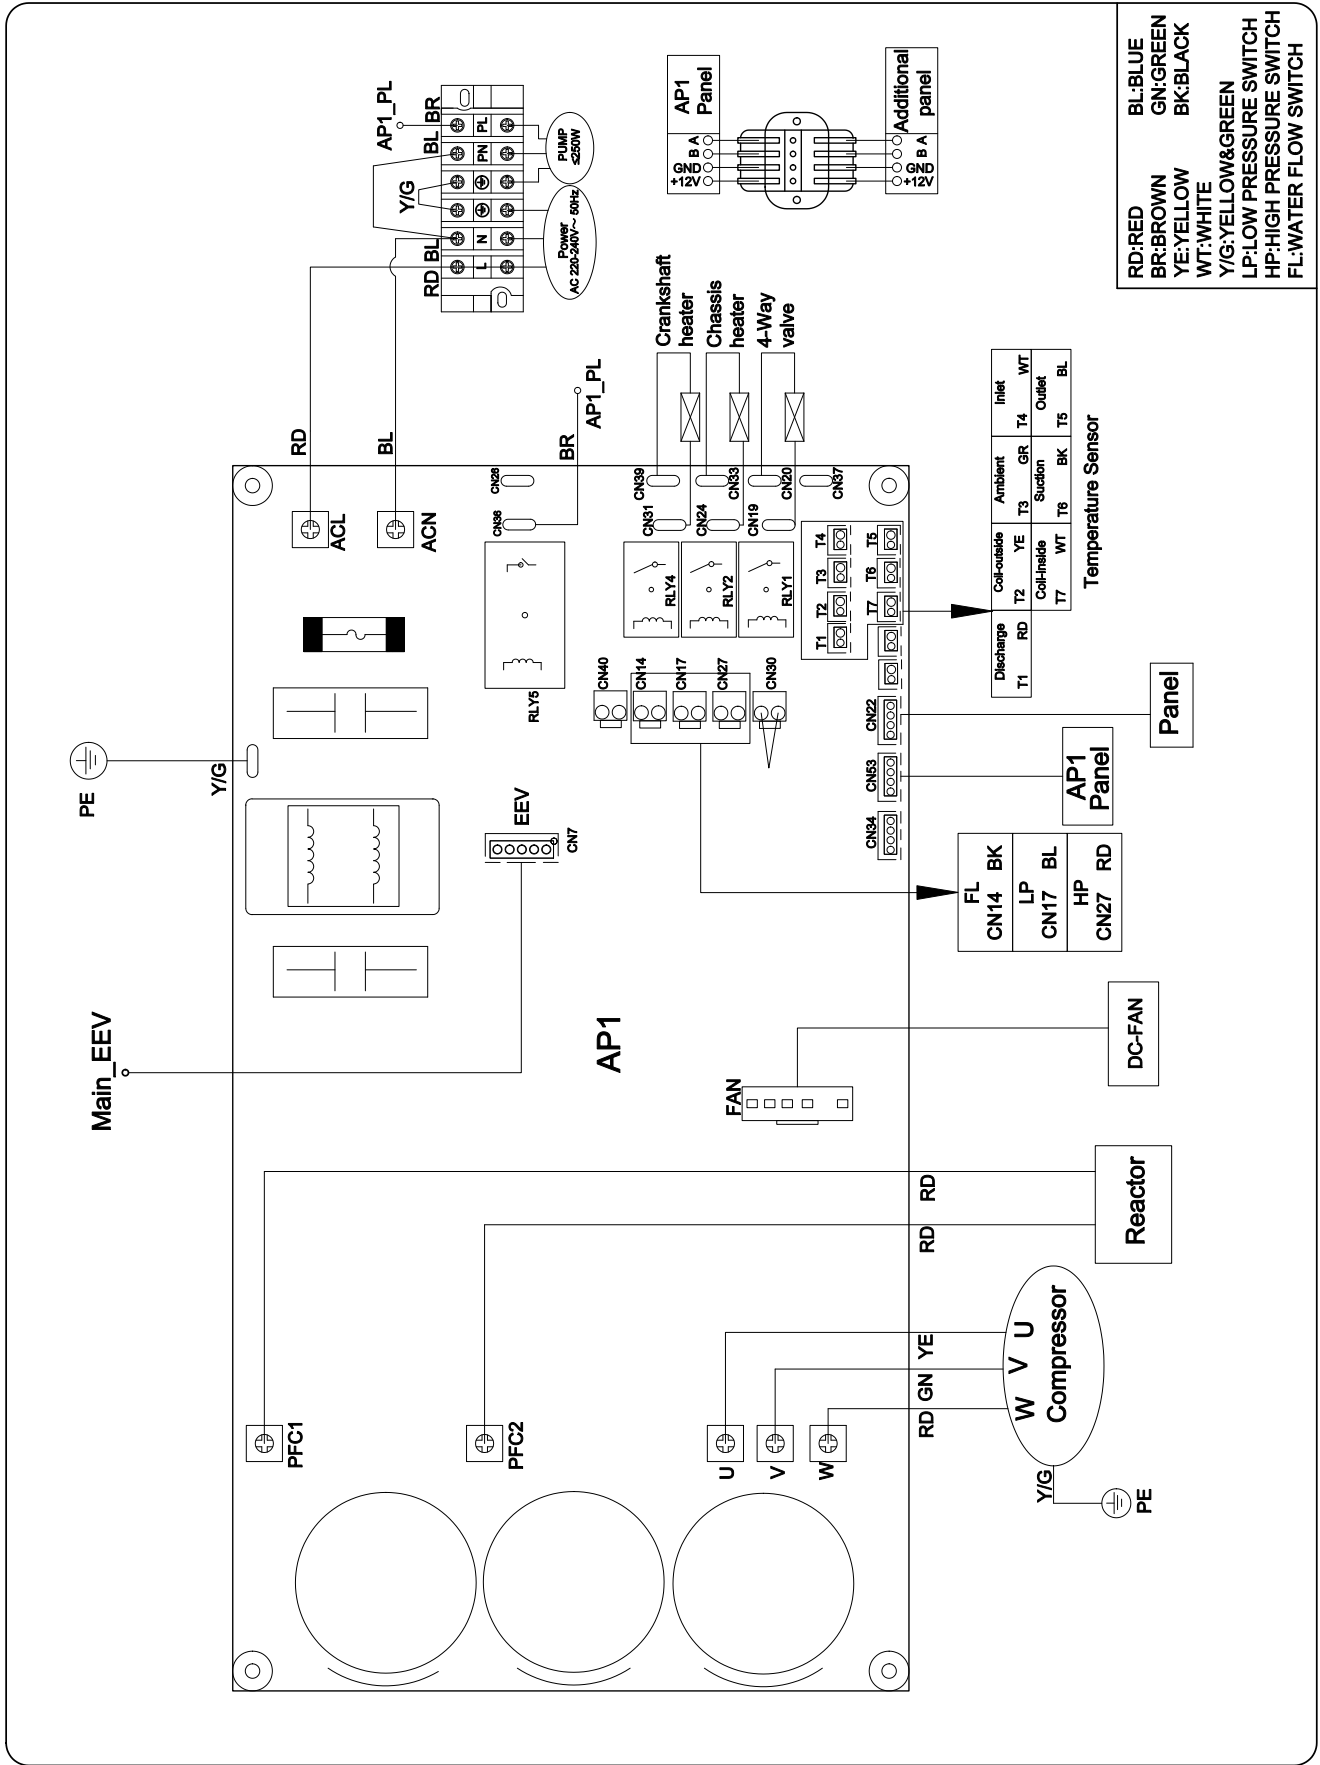 Main_EEV
PE
Y/G
RD
ACL
BL
ACN
AP1_PL
RD BL Y/G BL BR
L N PN PL
Power
AC 220-240V～ 50Hz
PUMP
≤250W
PFC1
PFC2
AP1
EEV
CN7
RLY5
CN36
CN26
BR
AP1_PL
AP1
Panel
+12V GND B A
+12V GND B A
Additional
panel
CN40
CN14
CN17
CN27
CN30
RLY4
RLY2
RLY1
CN31
CN39
CN24
CN33
CN19
CN20
CN37
Crankshaft
heater
Chassis
heater
4-Way
valve
U
V
W
FAN
T1 T2 T3 T4
T7 T6 T5
CN34 CN53 CN22
RD GN YE
RD RD
W V U
Compressor
Y/G
PE
Reactor
DC-FAN
FL
CN14 BK
LP
CN17 BL
HP
CN27 RD
AP1
Panel
Panel
Discharge
T1 RD
Coil-outside
T2 YE
Ambient
T3 GR
Inlet
T4 WT
Coil-inside
T7 WT
Suction
T6 BK
Outlet
T5 BL
Temperature Sensor
RD:RED BL:BLUE
BR:BROWN GN:GREEN
YE:YELLOW BK:BLACK
WT:WHITE
Y/G:YELLOW&GREEN
LP:LOW PRESSURE SWITCH
HP:HIGH PRESSURE SWITCH
FL:WATER FLOW SWITCH